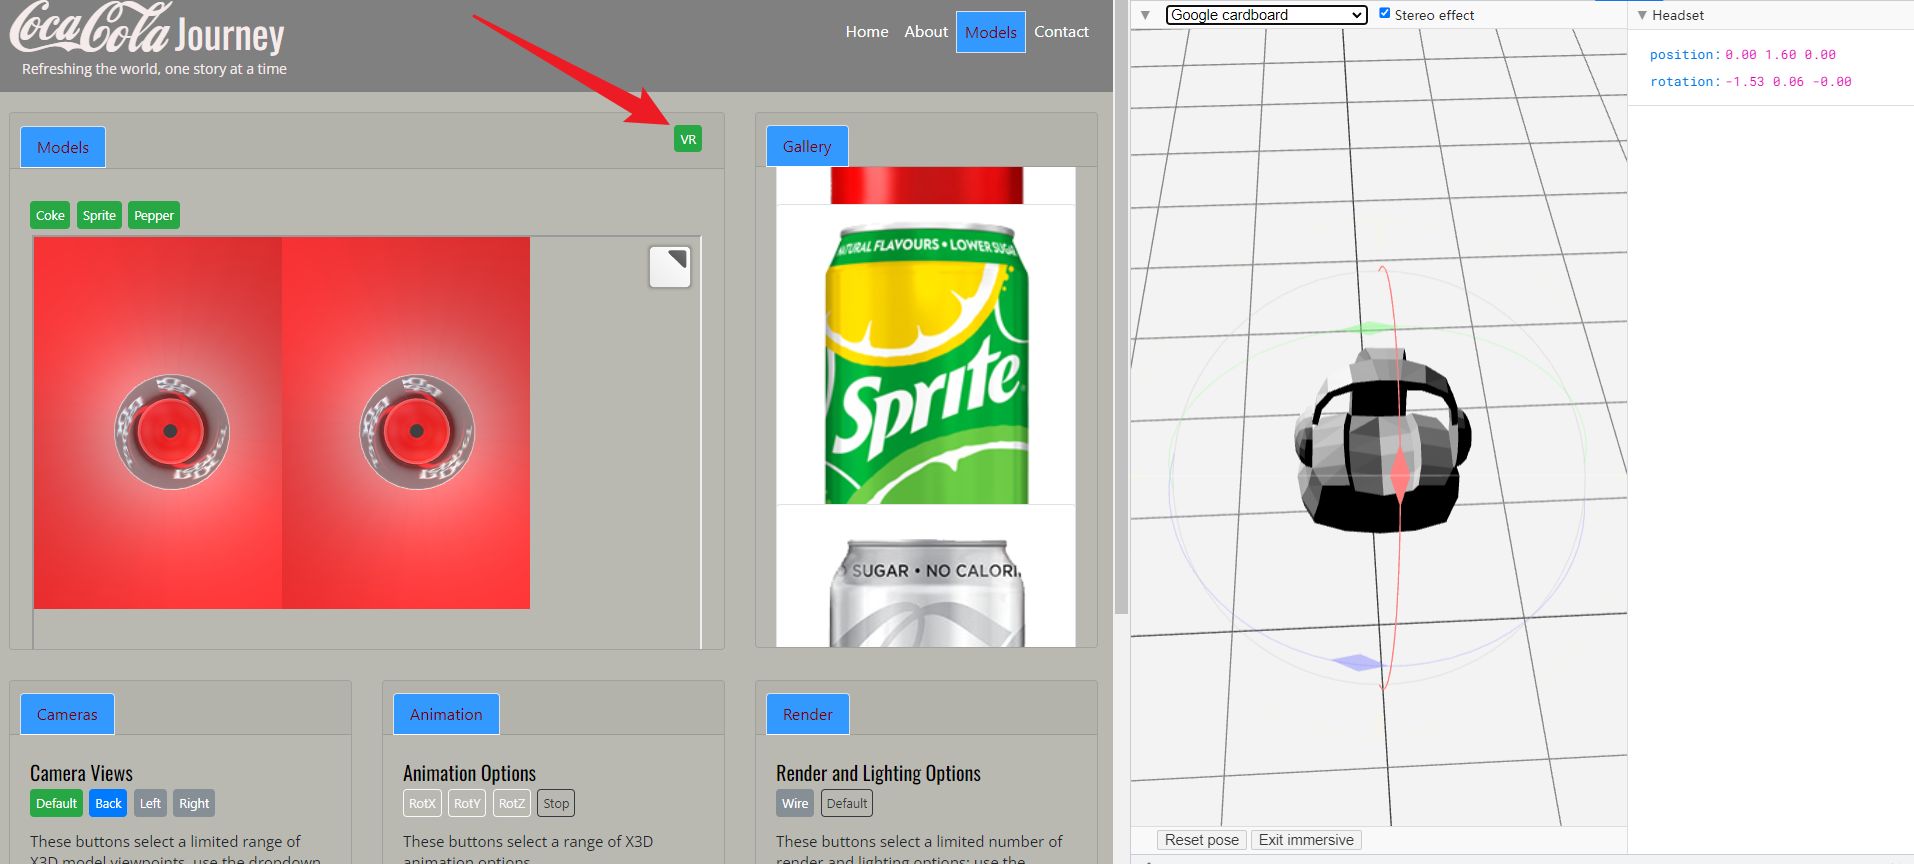 Coca Cola Journey
Refreshing the world, one story at a time
Home About Models Contact
Models
VR
Coke Sprite Pepper
Gallery
NATURAL FLAVOURS • LOWER SUGA
Sprite
SUGAR • NO CALORI
Cameras
Camera Views
Default Back Left Right
These buttons select a limited range of
X3D model viewpoints, use the dropdown
Animation
Animation Options
RotX RotY RotZ Stop
These buttons select a range of X3D
animation options
Render
Render and Lighting Options
Wire Default
These buttons select a limited number of
render and lighting options; use the
Google cardboard
Stereo effect
Headset
position: 0.00 1.60 0.00
rotation: -1.53 0.06 -0.00
Reset pose Exit immersive